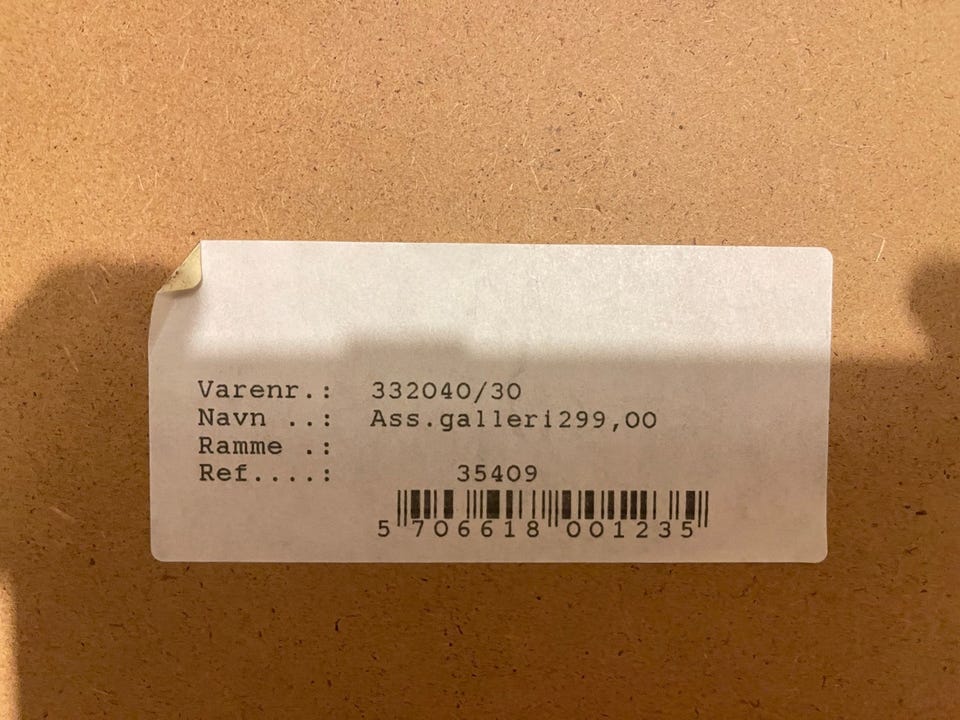 Varenr.: 332040/30
Navn ..: Ass.galleri299,00
Ramme .:
Ref....: 35409
5 706618 001235